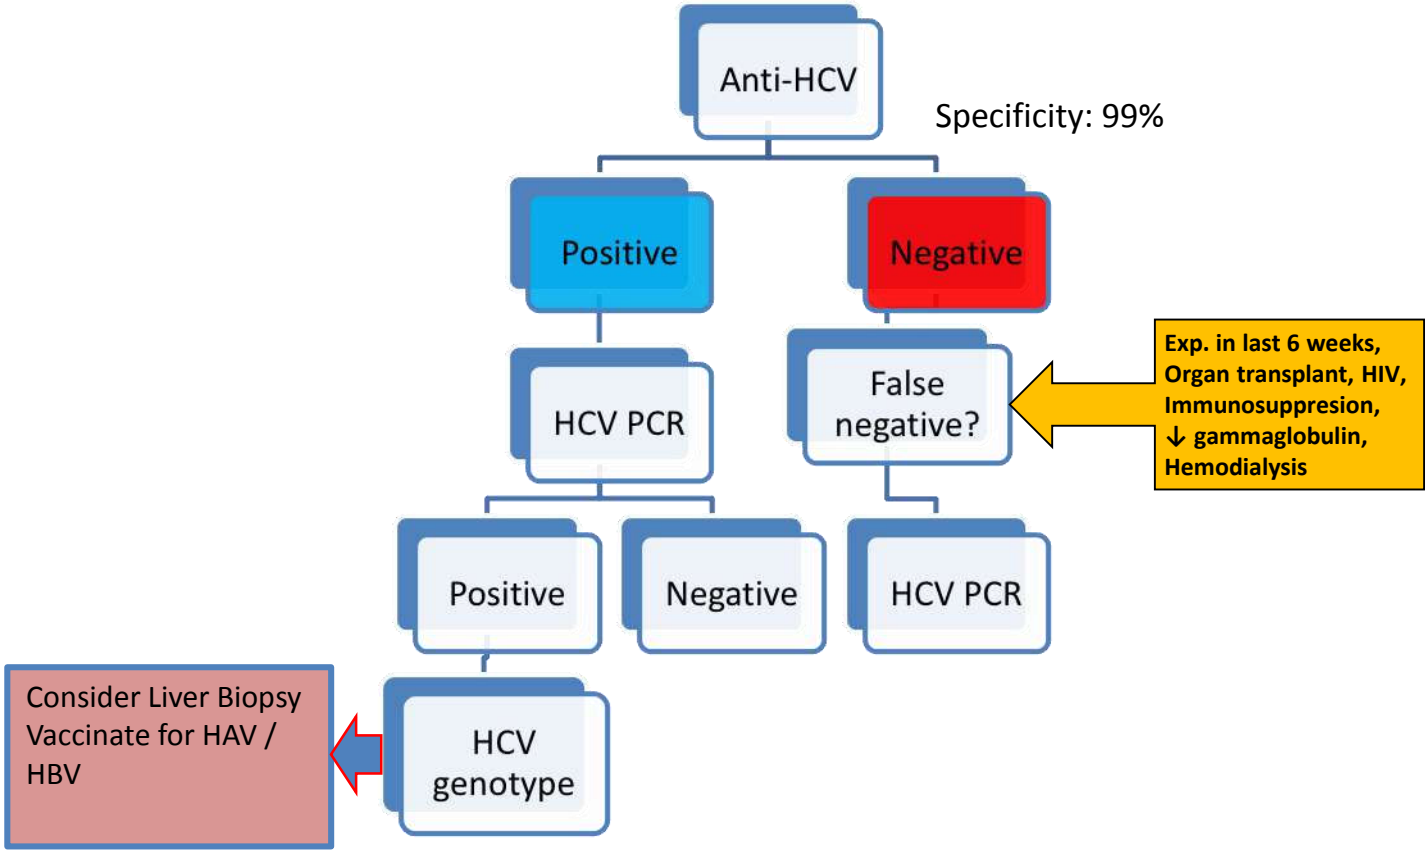 Anti-HCV
Specificity: 99%
Positive
Negative
HCV PCR
False
negative?
Exp. in last 6 weeks,
Organ transplant, HIV,
Immunosuppresion,
↓ gammaglobulin,
Hemodialysis
Positive
Negative
HCV PCR
HCV
genotype
Consider Liver Biopsy
Vaccinate for HAV /
HBV